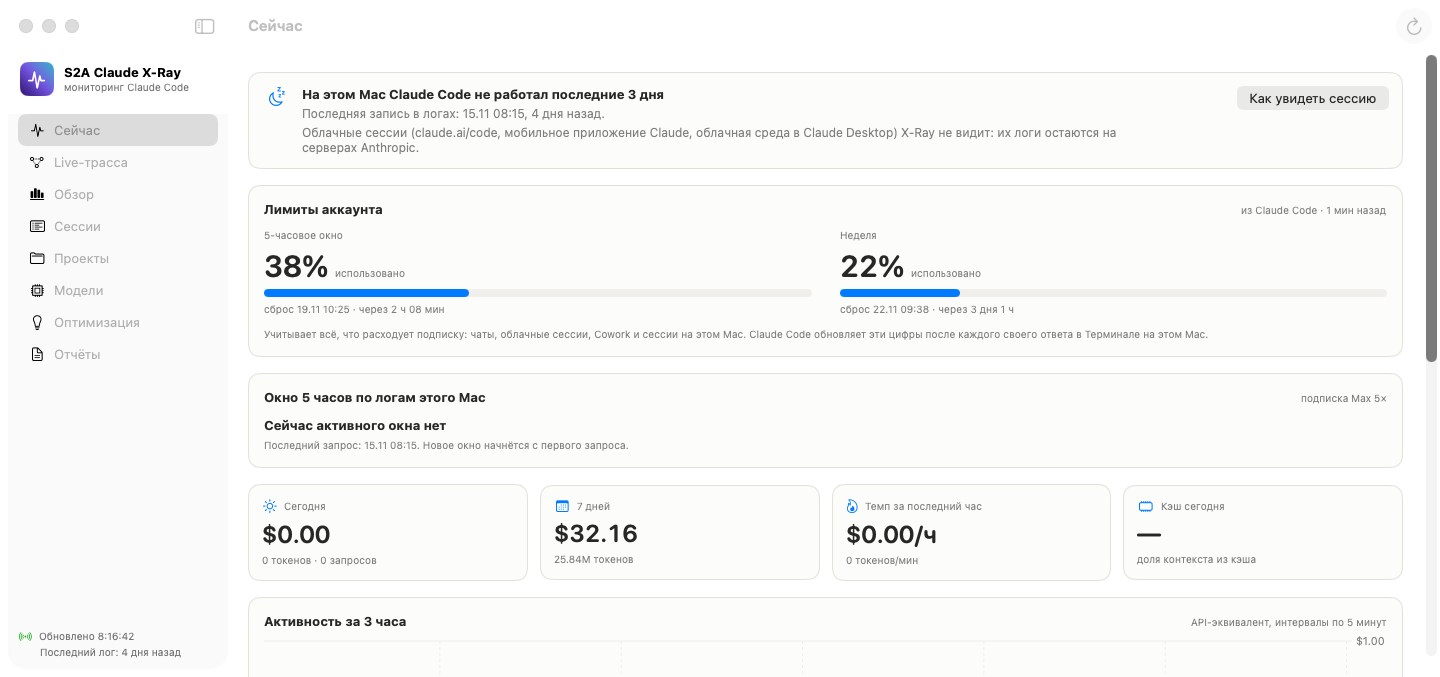 Сейчас
S2A Claude X-Ray
мониторинг Claude Code
Сейчас
Live-трасса
Обзор
Сессии
Проекты
Модели
Оптимизация
Отчёты
Обновлено 8:16:42
Последний лог: 4 дня назад
На этом Mac Claude Code не работал последние 3 дня
Последняя запись в логах: 15.11 08:15, 4 дня назад.
Облачные сессии (claude.ai/code, мобильное приложение Claude, облачная среда в Claude Desktop) X-Ray не видит: их логи остаются на
серверах Anthropic.
Как увидеть сессию
Лимиты аккаунта
из Claude Code · 1 мин назад
5-часовое окно
38% использовано
сброс 19.11 10:25 · через 2 ч 08 мин
Неделя
22% использовано
сброс 22.11 09:38 · через 3 дня 1 ч
Учитывает всё, что расходует подписку: чаты, облачные сессии, Cowork и сессии на этом Mac. Claude Code обновляет эти цифры после каждого своего ответа в Терминале на этом Mac.
Окно 5 часов по логам этого Mac
подписка Max 5×
Сейчас активного окна нет
Последний запрос: 15.11 08:15. Новое окно начнётся с первого запроса.
Сегодня
$0.00
0 токенов · 0 запросов
7 дней
$32.16
25.84M токенов
Темп за последний час
$0.00/ч
0 токенов/мин
Кэш сегодня
—
доля контекста из кэша
Активность за 3 часа
API-эквивалент, интервалы по 5 минут
$1.00